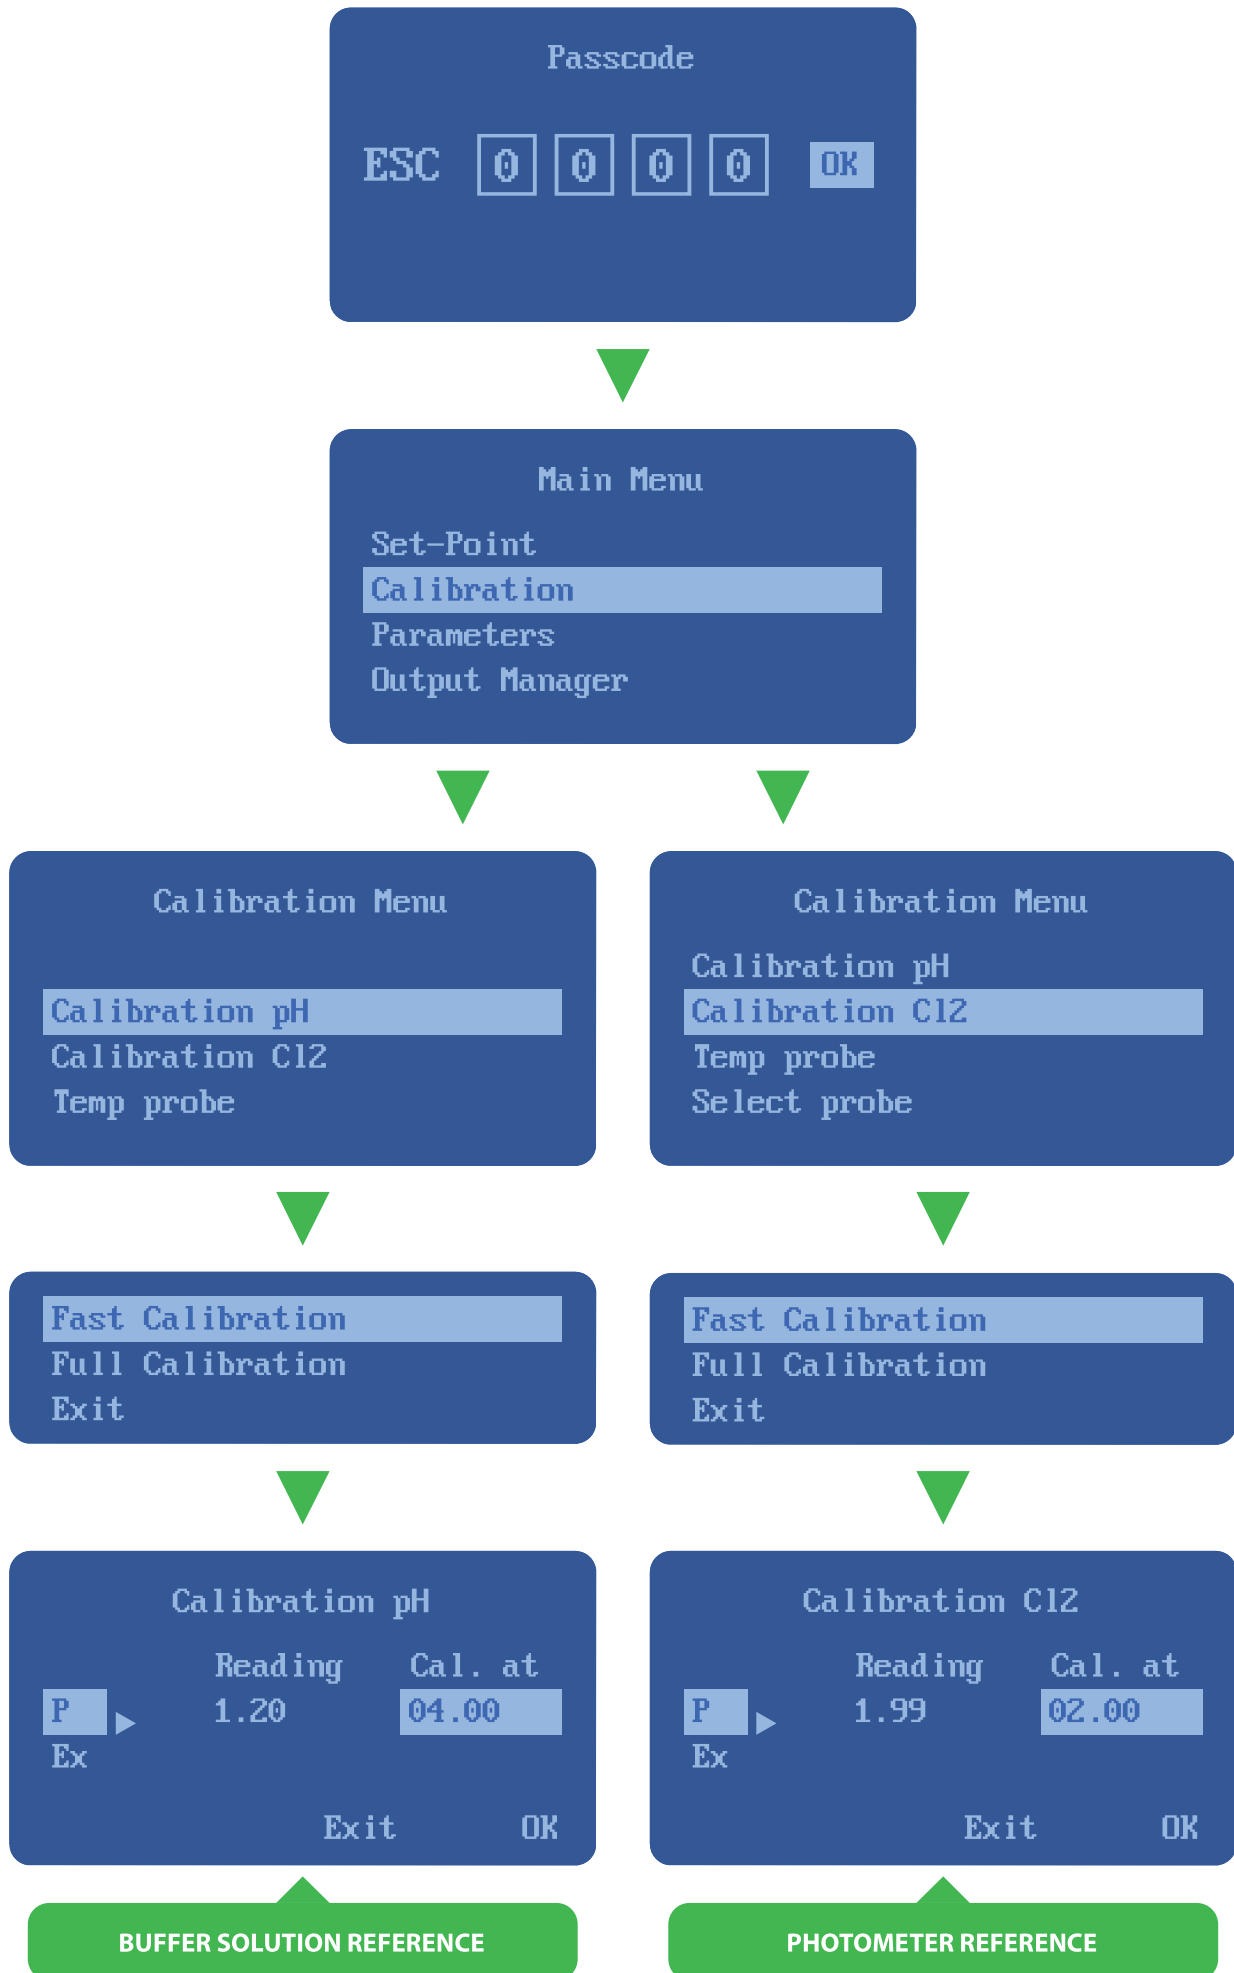 Passcode
ESC 0 0 0 0 OK
Main Menu
Set-Point
Calibration
Parameters
Output Manager
Calibration Menu
Calibration pH
Calibration Cl2
Temp probe
Calibration Menu
Calibration pH
Calibration Cl2
Temp probe
Select probe
Fast Calibration
Full Calibration
Exit
Fast Calibration
Full Calibration
Exit
Calibration pH
Reading Cal. at
P 1.20 04.00
Ex
Exit OK
BUFFER SOLUTION REFERENCE
Calibration Cl2
Reading Cal. at
P 1.99 02.00
Ex
Exit OK
PHOTOMETER REFERENCE